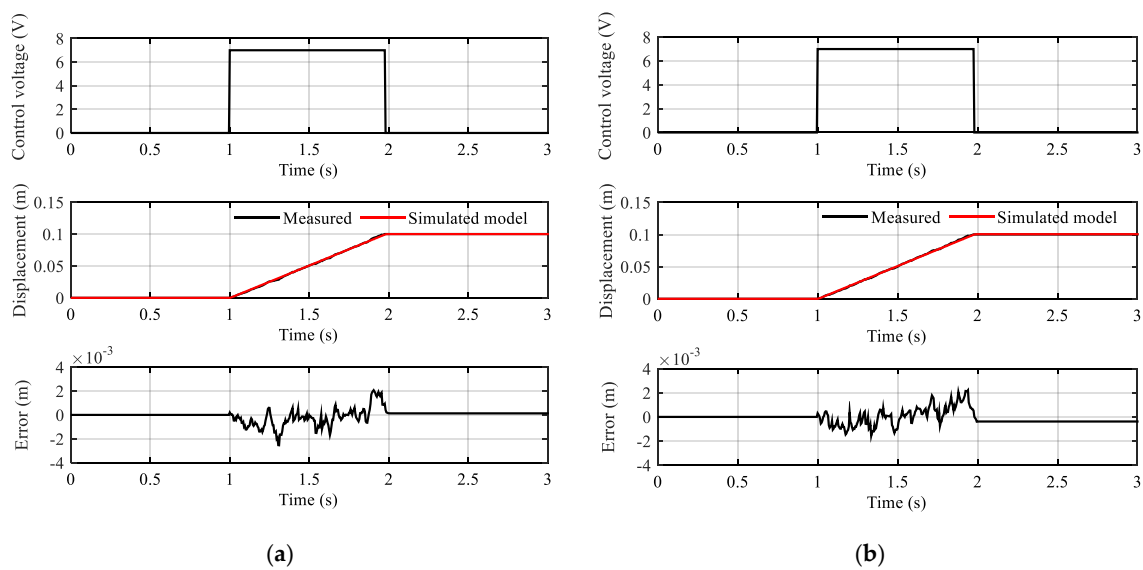 Control voltage (V)
8
6
4
2
0
0 0.5 1 1.5 2 2.5 3
Time (s)
Displacement (m)
0.15
0.1
0.05
0
Measured Simulated model
0 0.5 1 1.5 2 2.5 3
Time (s)
Error (m)
×10⁻³
4
2
0
-2
-4
0 0.5 1 1.5 2 2.5 3
Time (s)
(a)
Control voltage (V)
8
6
4
2
0
0 0.5 1 1.5 2 2.5 3
Time (s)
Displacement (m)
0.15
0.1
0.05
0
Measured Simulated model
0 0.5 1 1.5 2 2.5 3
Time (s)
Error (m)
×10⁻³
4
2
0
-2
-4
0 0.5 1 1.5 2 2.5 3
Time (s)
(b)